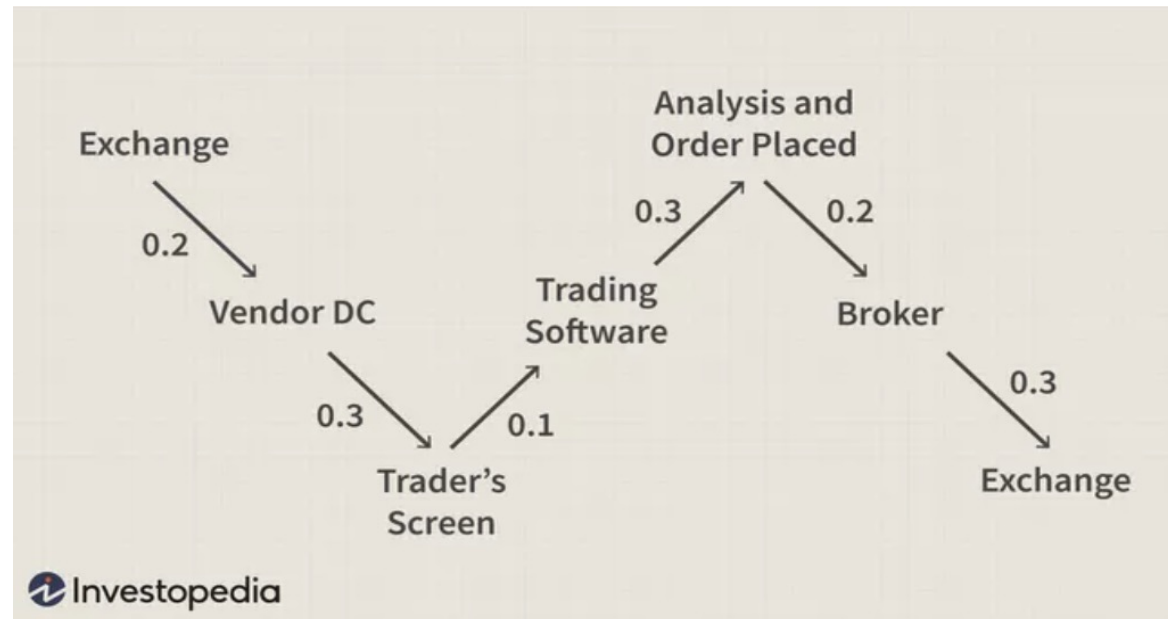 Exchange
0.2
Vendor DC
0.3
Trader’s
Screen
0.1
Trading
Software
0.3
Analysis and
Order Placed
0.2
Broker
0.3
Exchange
Investopedia